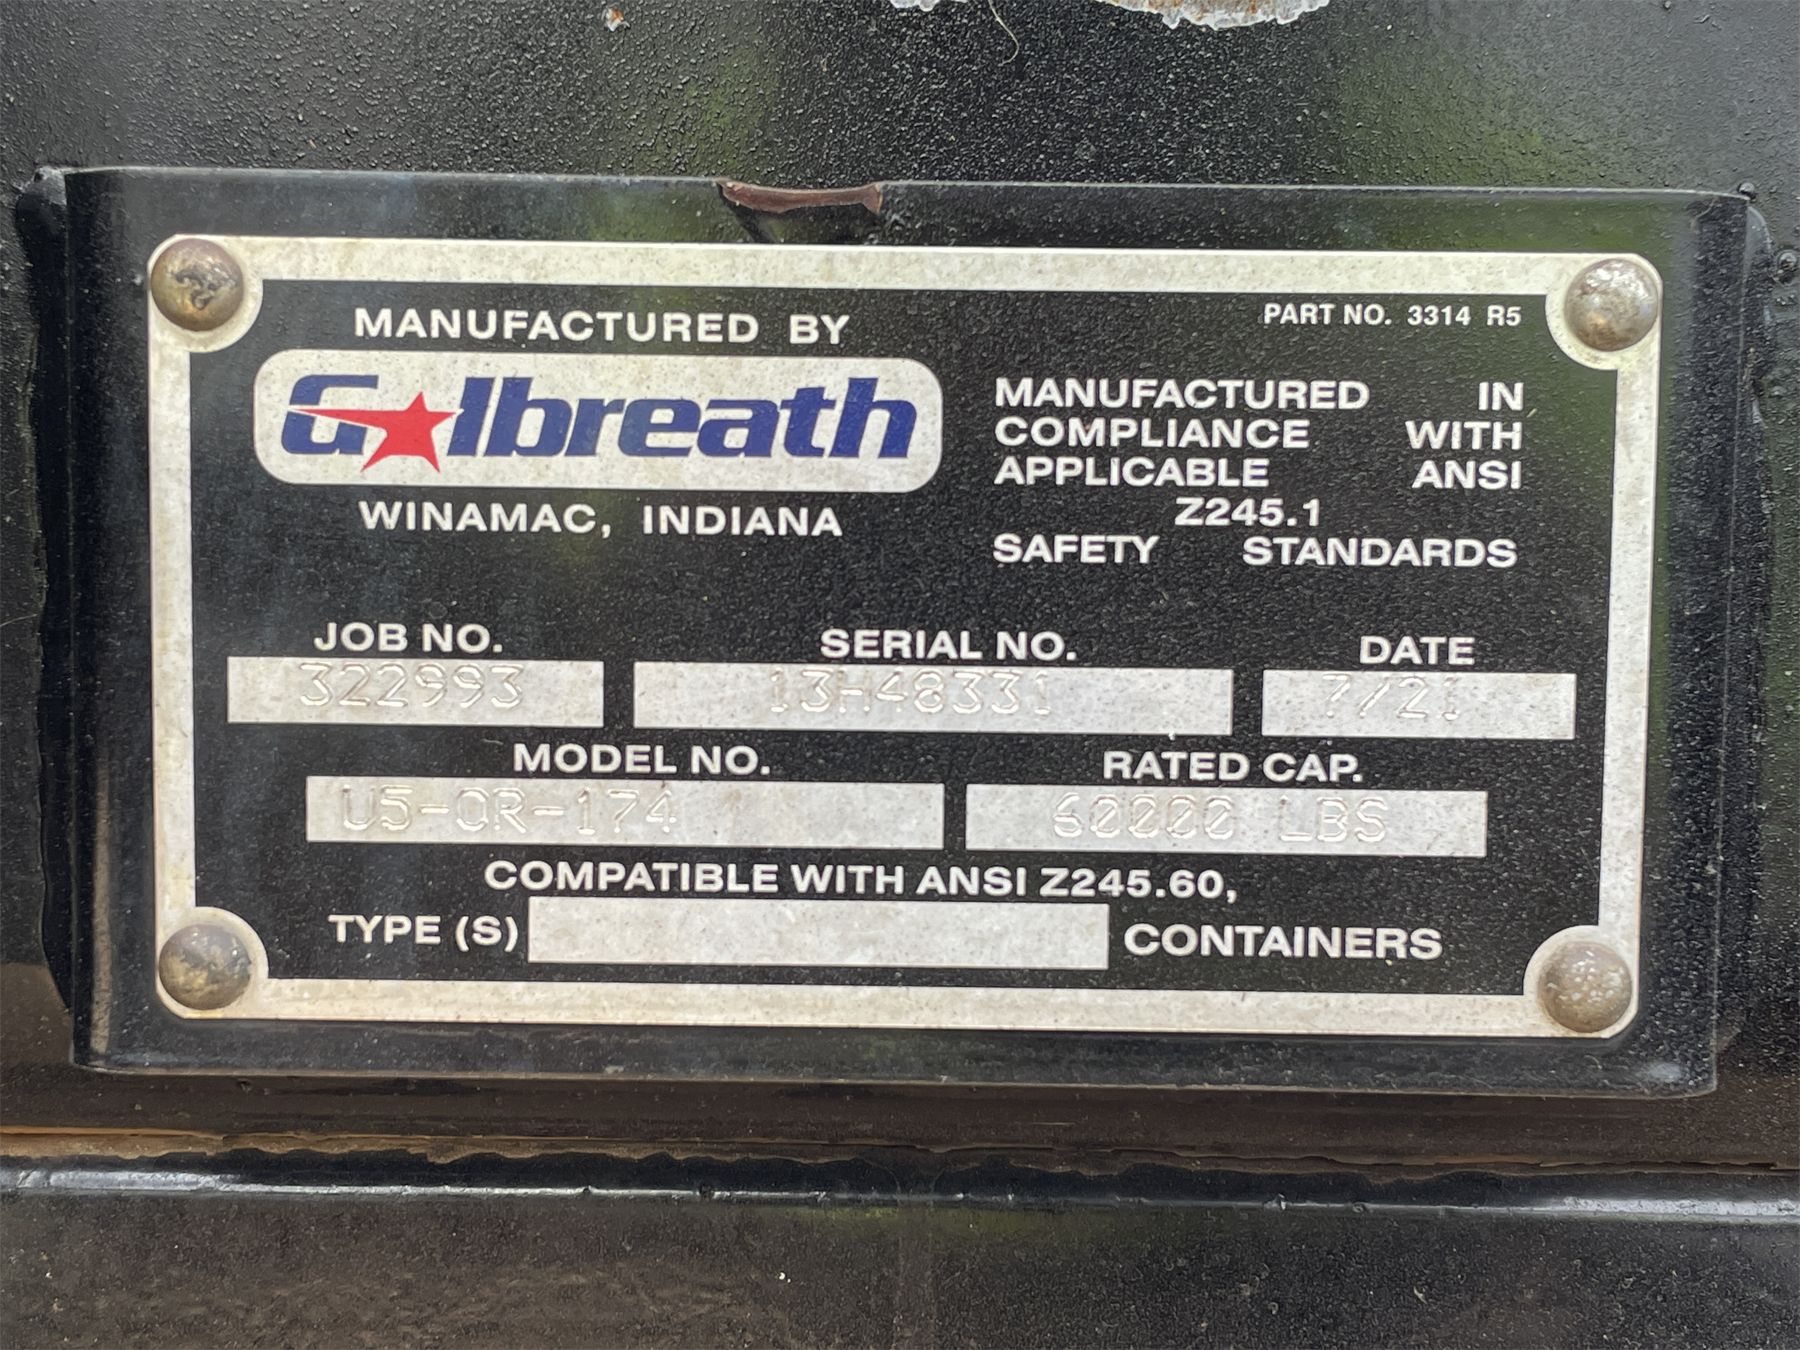 MANUFACTURED BY
PART NO. 3314 R5
Galbreath
WINAMAC, INDIANA
MANUFACTURED IN
COMPLIANCE WITH
APPLICABLE ANSI
Z245.1
SAFETY STANDARDS
JOB NO. SERIAL NO. DATE
322993 13H48331 7/21
MODEL NO. RATED CAP.
U5-OR-174 60000 LBS
COMPATIBLE WITH ANSI Z245.60,
TYPE (S) CONTAINERS